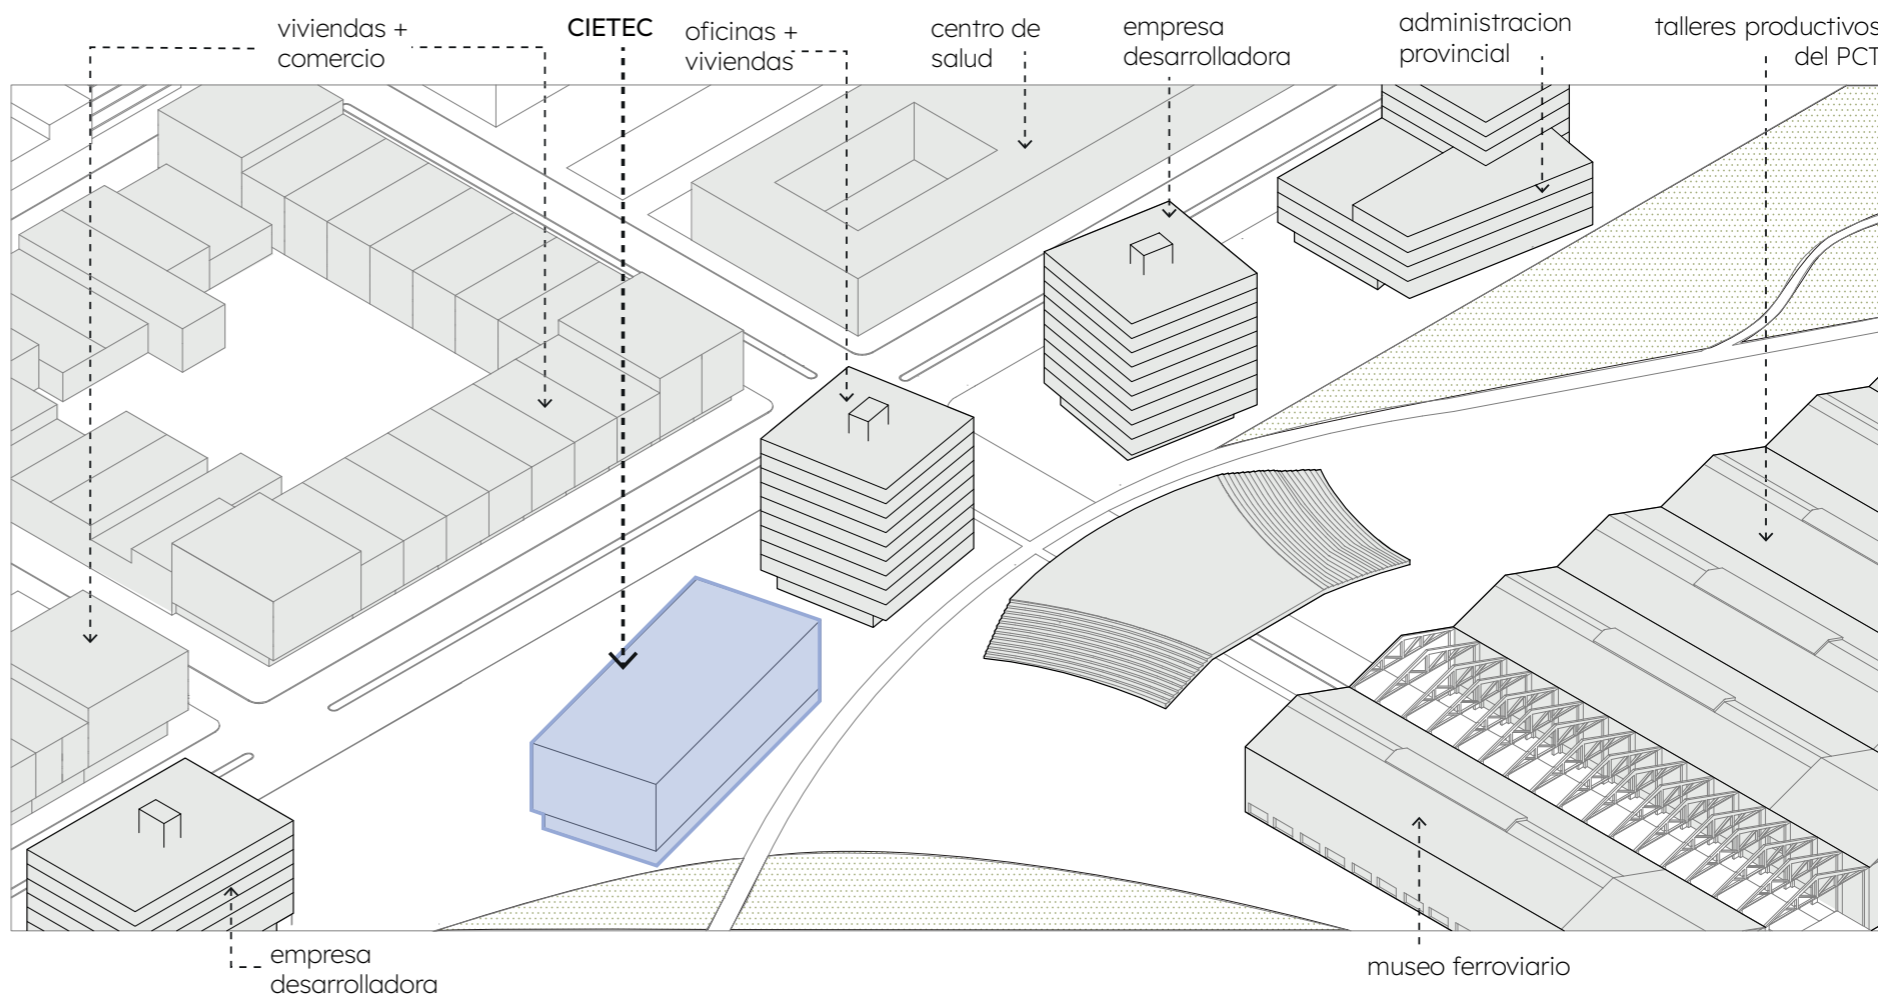 viviendas +
comercio
CIETEC
oficinas +
viviendas
centro de
salud
empresa
desarrolladora
administracion
provincial
talleres productivos
del PCT
empresa
desarrolladora
museo ferroviario